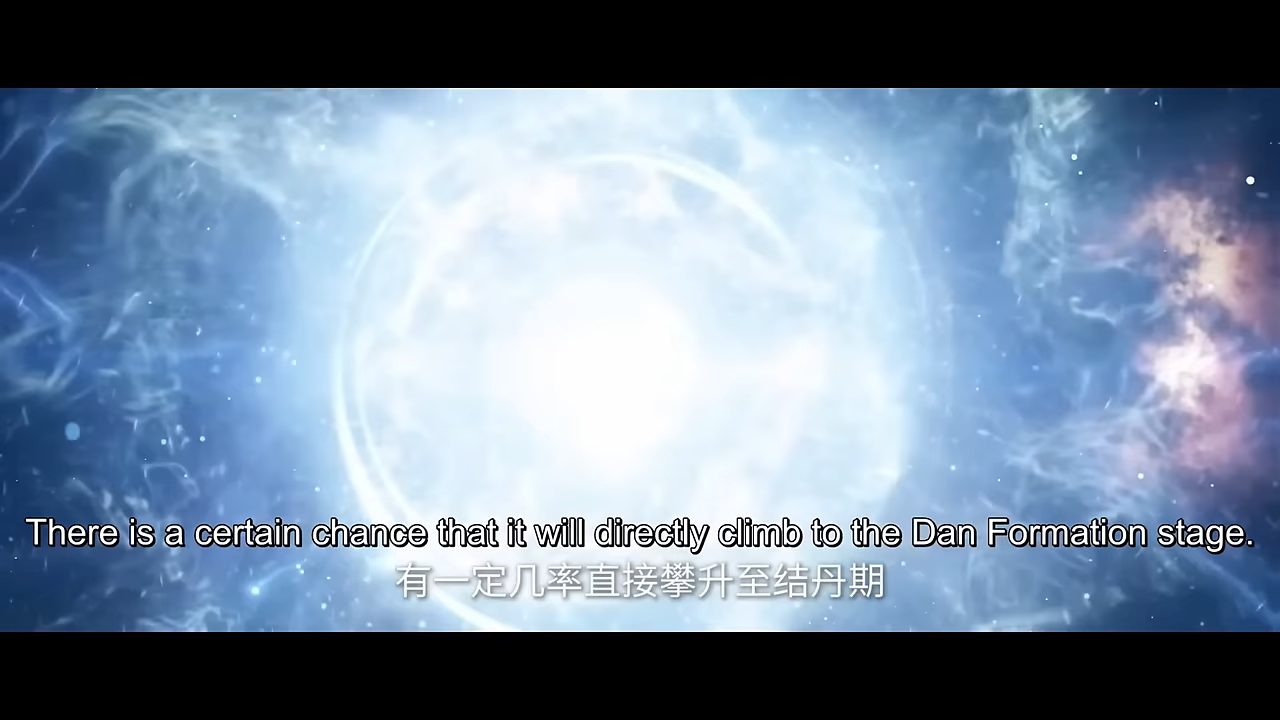 There is a certain chance that it will directly climb to the Dan Formation stage.
有一定几率直接攀升至结丹期